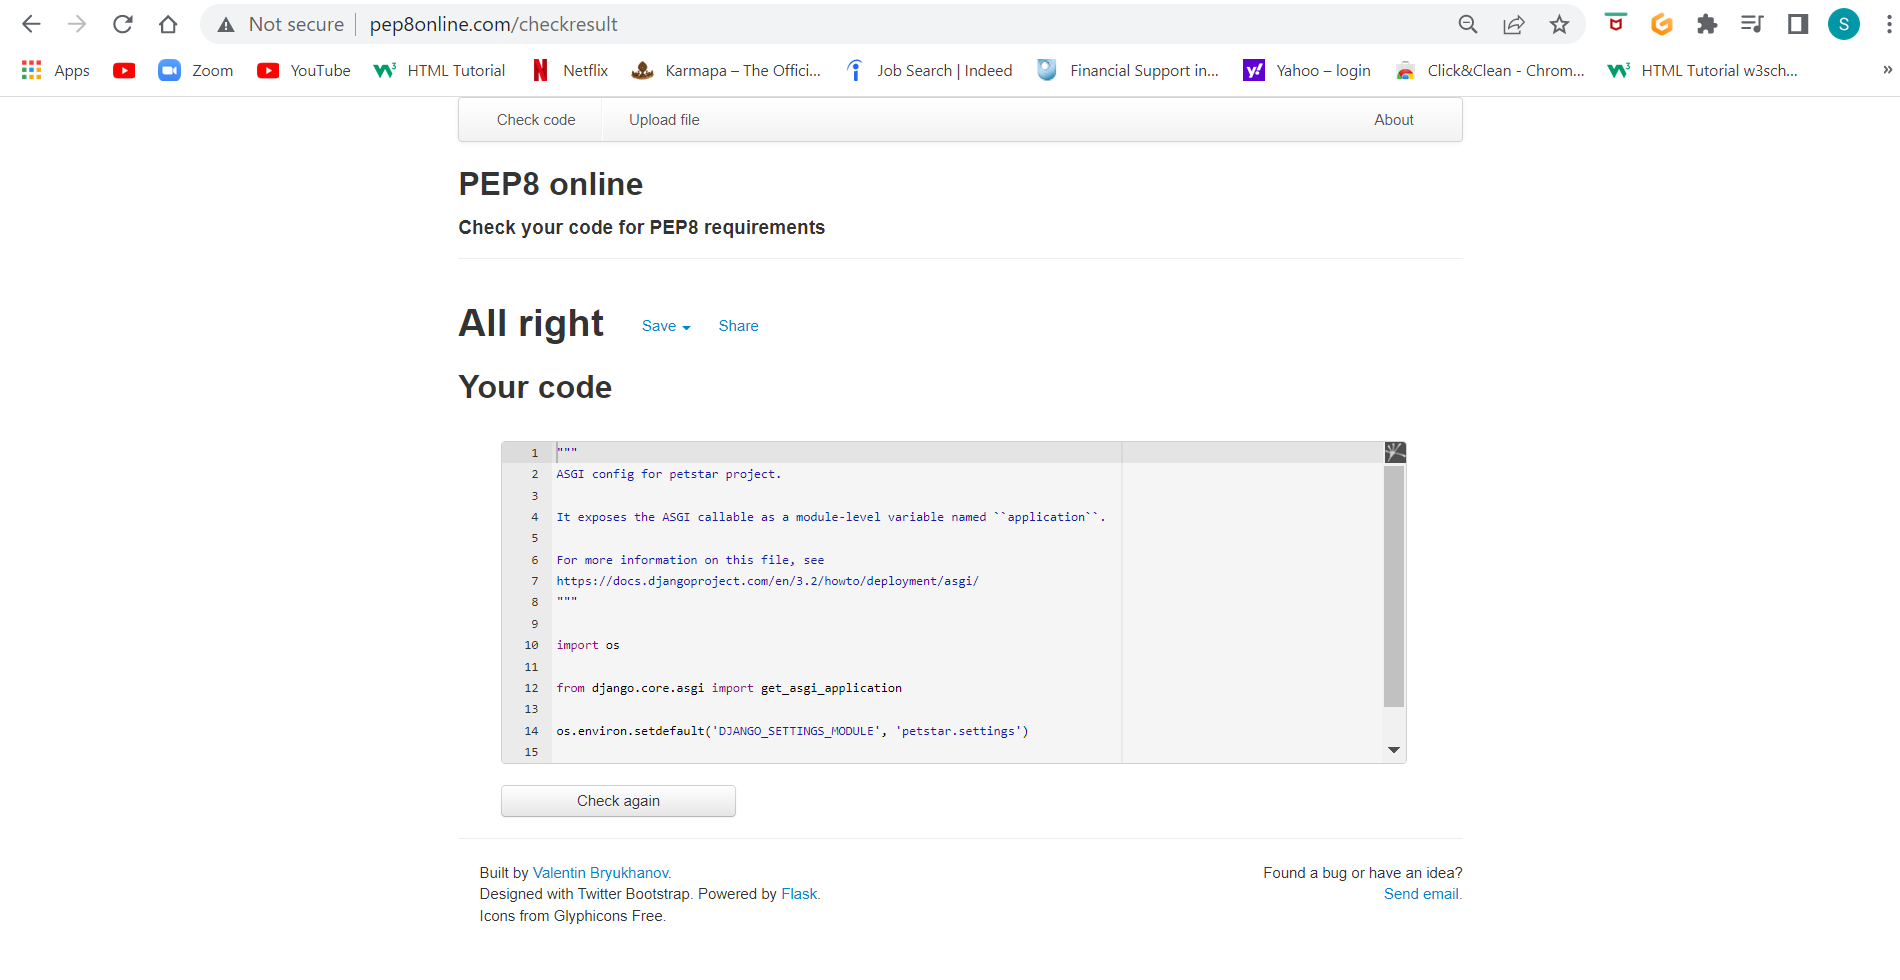 Not secure pep8online.com/checkresult S
Apps Zoom YouTube HTML Tutorial Netflix Karmapa – The Offici... Job Search | Indeed Financial Support in... Yahoo – login Click&Clean - Chrom... HTML Tutorial w3sch... »
Check code Upload file About
PEP8 online
Check your code for PEP8 requirements
All right Save Share
Your code
1 """
2 ASGI config for petstar project.
3
4 It exposes the ASGI callable as a module-level variable named ``application``.
5
6 For more information on this file, see
7 https://docs.djangoproject.com/en/3.2/howto/deployment/asgi/
8 """
9
10 import os
11
12 from django.core.asgi import get_asgi_application
13
14 os.environ.setdefault('DJANGO_SETTINGS_MODULE', 'petstar.settings')
15
Check again
Built by Valentin Bryukhanov. Found a bug or have an idea?
Designed with Twitter Bootstrap. Powered by Flask. Send email.
Icons from Glyphicons Free.